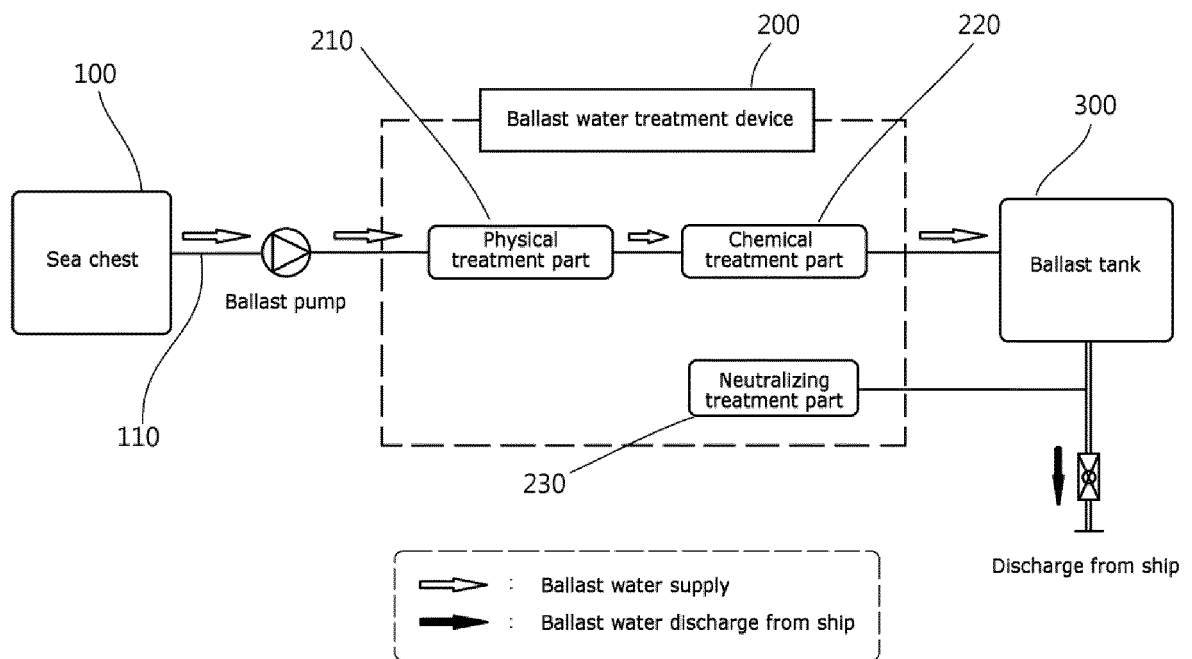 200
220
210
100
300
Ballast water treatment device
Sea chest
Physical
treatment part
Chemical
treatment part
Ballast tank
Ballast pump
Neutralizing
treatment part
110
230
Discharge from ship
: Ballast water supply
: Ballast water discharge from ship